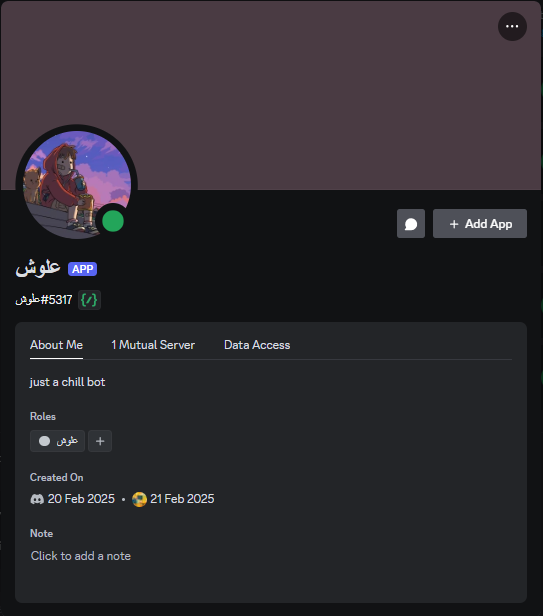 علوش APP
علوش#5317 {/}
+ Add App
About Me 1 Mutual Server Data Access
just a chill bot
Roles
علوش +
Created On
20 Feb 2025 • 21 Feb 2025
Note
Click to add a note